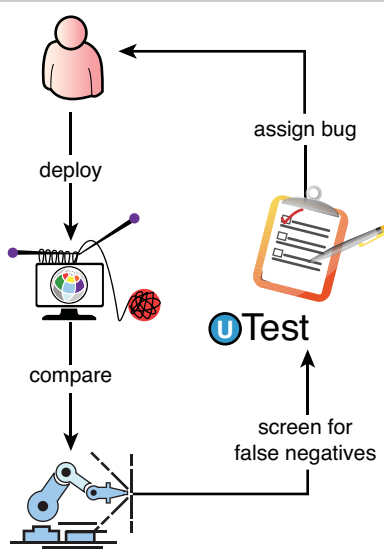 assign bug
deploy
UTest
compare
screen for
false negatives